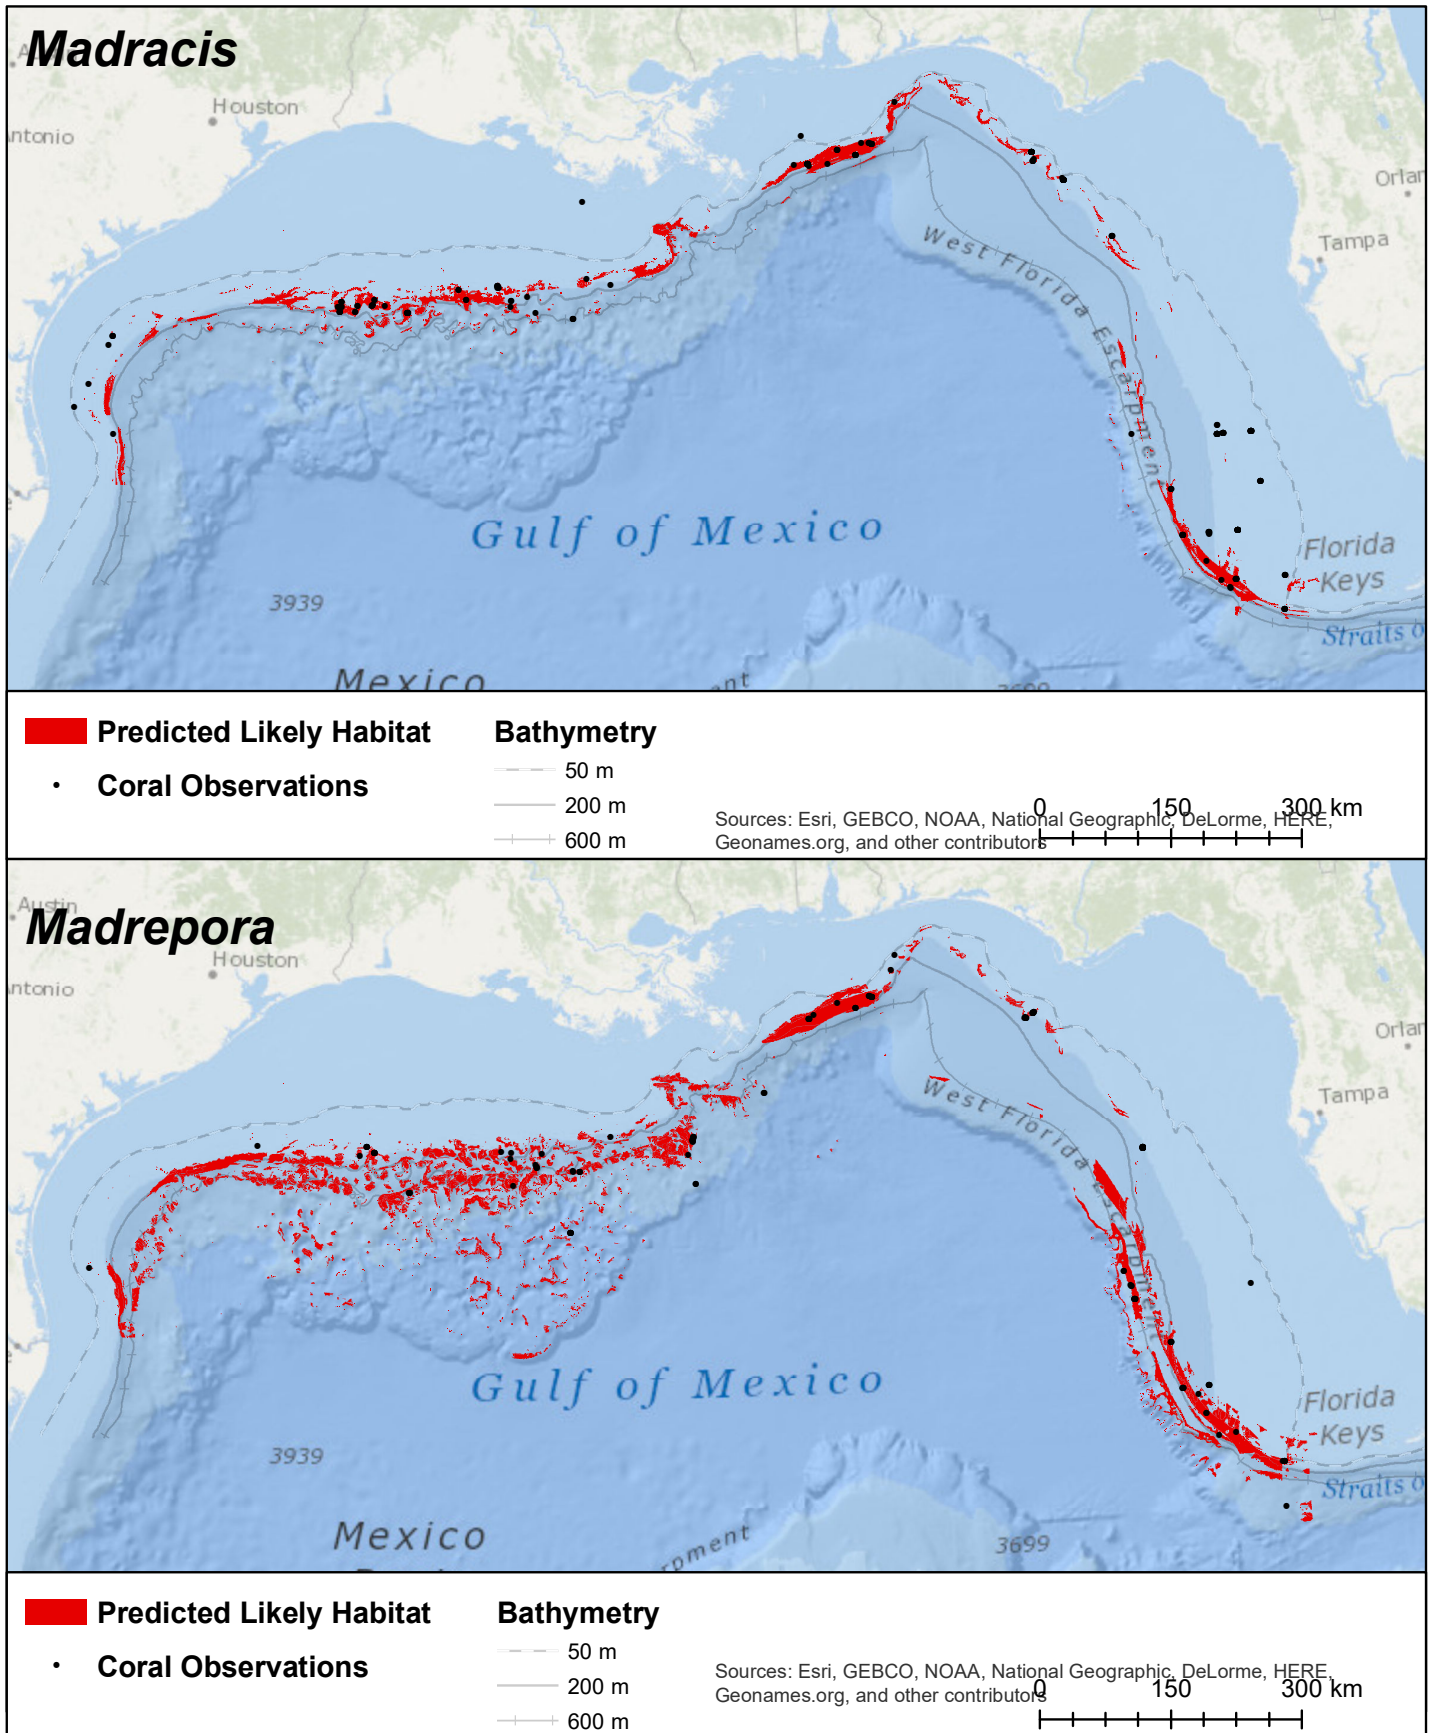 Madracis
Houston
ntonio
Orlar
Tampa
West Florida Escarpment
Gulf of Mexico
Florida
Keys
3939
Straits o
Mexico
nt
3699
Predicted Likely Habitat
Bathymetry
50 m
Coral Observations
200 m
0 150 300 km
Sources: Esri, GEBCO, NOAA, National Geographic, DeLorme, HERE,
Geonames.org, and other contributors
600 m
Austin
Madrepora
Houston
ntonio
Orlar
Tampa
West Florida
Gulf of Mexico
Florida
Keys
3939
Straits o
Mexico
rpment
3699
Predicted Likely Habitat
Bathymetry
50 m
Coral Observations
200 m
0 150 300 km
Sources: Esri, GEBCO, NOAA, National Geographic, DeLorme, HERE,
Geonames.org, and other contributors
600 m